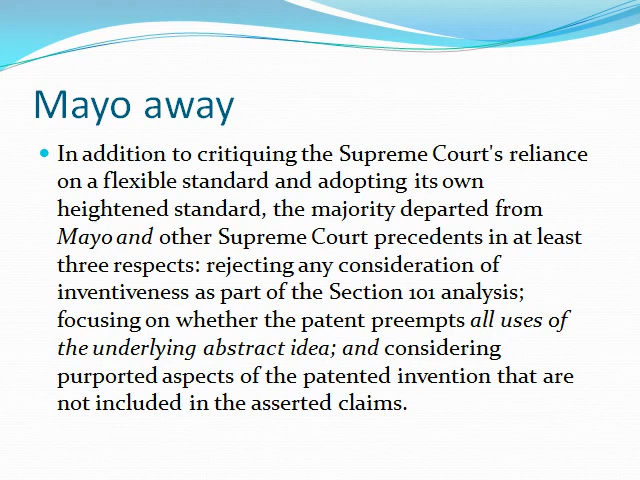 Mayo away
In addition to critiquing the Supreme Court's reliance
on a flexible standard and adopting its own
heightened standard, the majority departed from
Mayo and other Supreme Court precedents in at least
three respects: rejecting any consideration of
inventiveness as part of the Section 101 analysis;
focusing on whether the patent preempts all uses of
the underlying abstract idea; and considering
purported aspects of the patented invention that are
not included in the asserted claims.